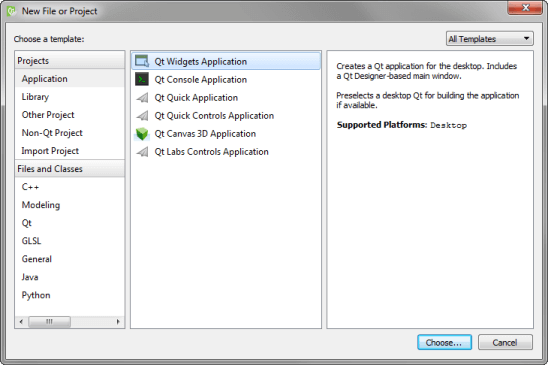 New File or Project
Choose a template:
All Templates
Projects
Application
Library
Other Project
Non-Qt Project
Import Project
Files and Classes
C++
Modeling
Qt
GLSL
General
Java
Python
Qt Widgets Application
Qt Console Application
Qt Quick Application
Qt Quick Controls Application
Qt Canvas 3D Application
Qt Labs Controls Application
Creates a Qt application for the desktop. Includes
a Qt Designer-based main window.
Preselects a desktop Qt for building the application
if available.
Supported Platforms: Desktop
Choose...
Cancel